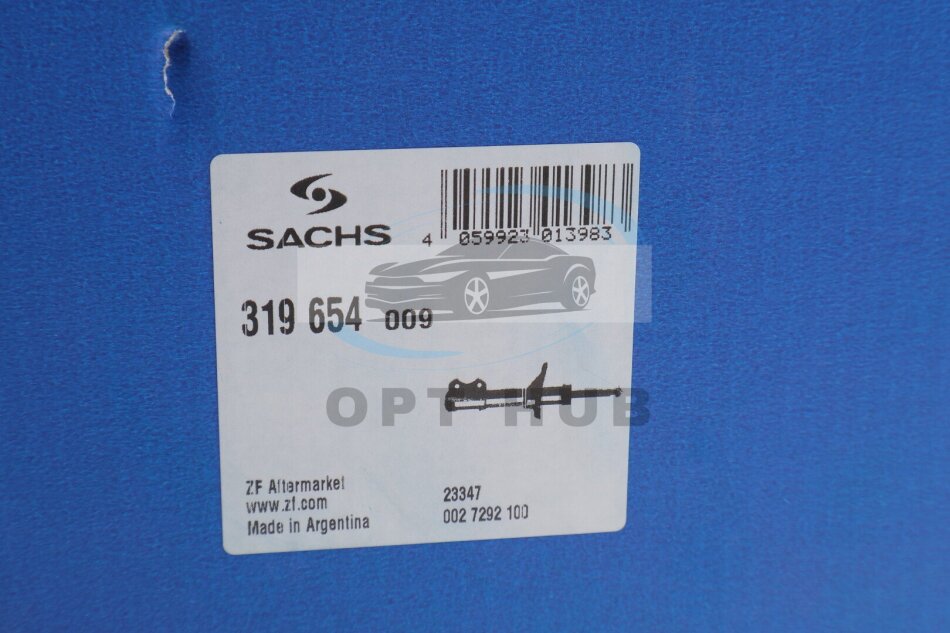 SACHS
4 059923 013983
319 654 009
OPT HUB
ZF Aftermarket
www.zf.com
Made in Argentina
23347
002 7292 100